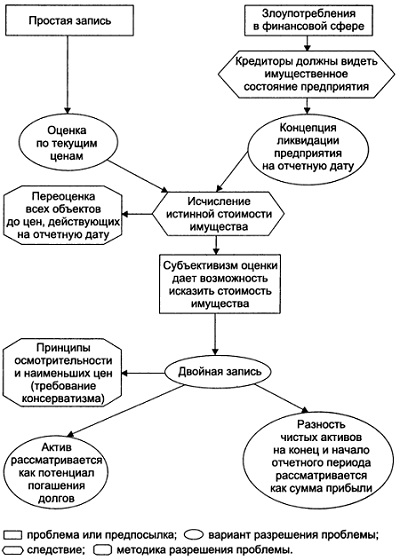 Простая запись
Злоупотребления
в финансовой сфере
Кредиторы должны видеть
имущественное
состояние предприятия
Оценка
по текущим
ценам
Концепция
ликвидации
предприятия
на отчетную дату
Переоценка
всех объектов
до цен, действующих
на отчетную дату
Исчисление
истинной стоимости
имущества
Субъективизм оценки
дает возможность
исказить стоимость
имущества
Принципы
осмотрительности
и наименьших цен
(требование
консерватизма)
Двойная запись
Актив
рассматривается
как потенциал
погашения
долгов
Разность
чистых активов
на конец и начало
отчетного периода
рассматривается
как сумма прибыли
проблема или предпосылка; вариант разрешения проблемы;
следствие; методика разрешения проблемы.